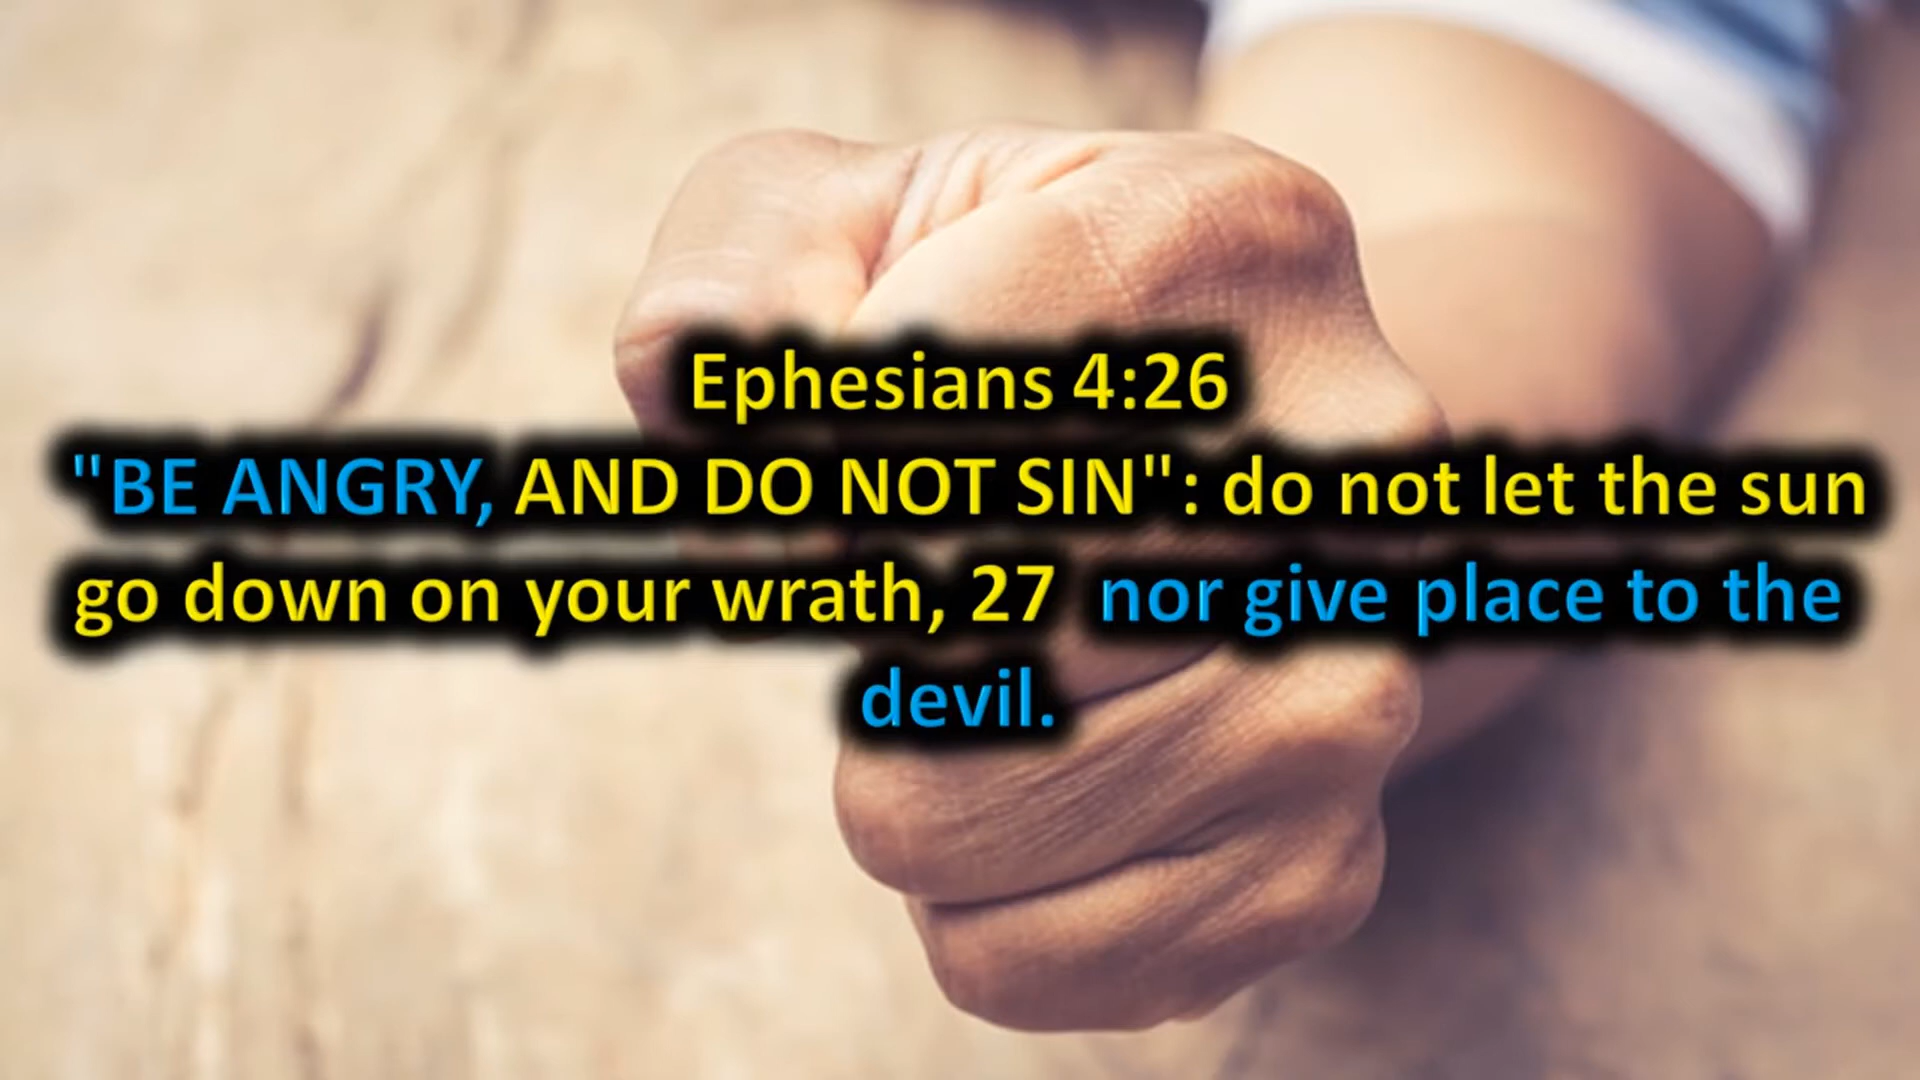 Ephesians 4:26
"BE ANGRY, AND DO NOT SIN": do not let the sun
go down on your wrath, 27 nor give place to the
devil.